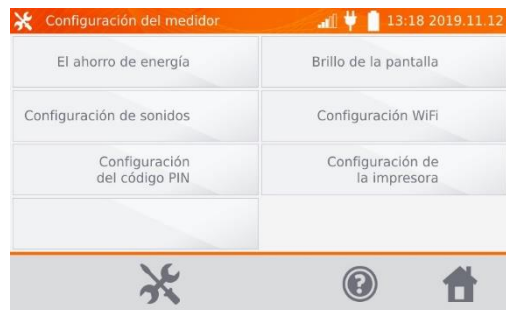 Configuración del medidor
13:18 2019.11.12
El ahorro de energía
Brillo de la pantalla
Configuración de sonidos
Configuración WiFi
Configuración
del código PIN
Configuración de
la impresora
?